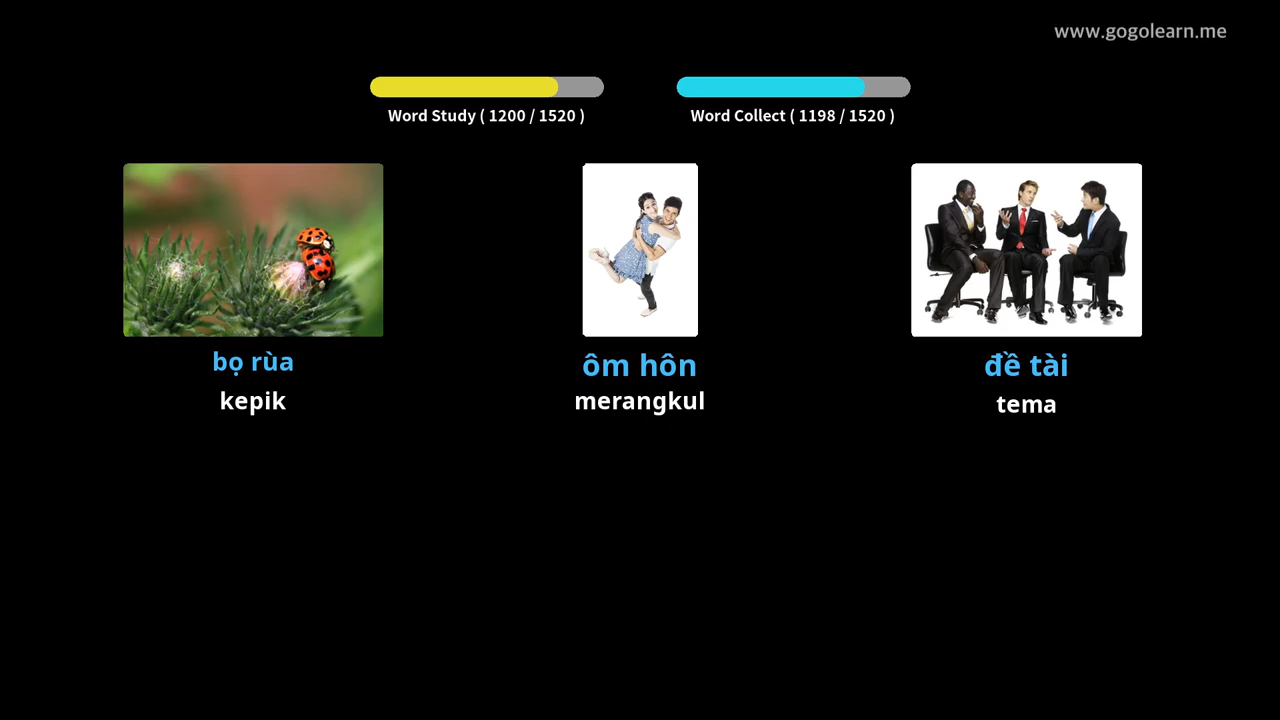 www.gogolearn.me
Word Study ( 1200 / 1520 )
Word Collect ( 1198 / 1520 )
bọ rùa
kepik
ôm hôn
merangkul
đề tài
tema